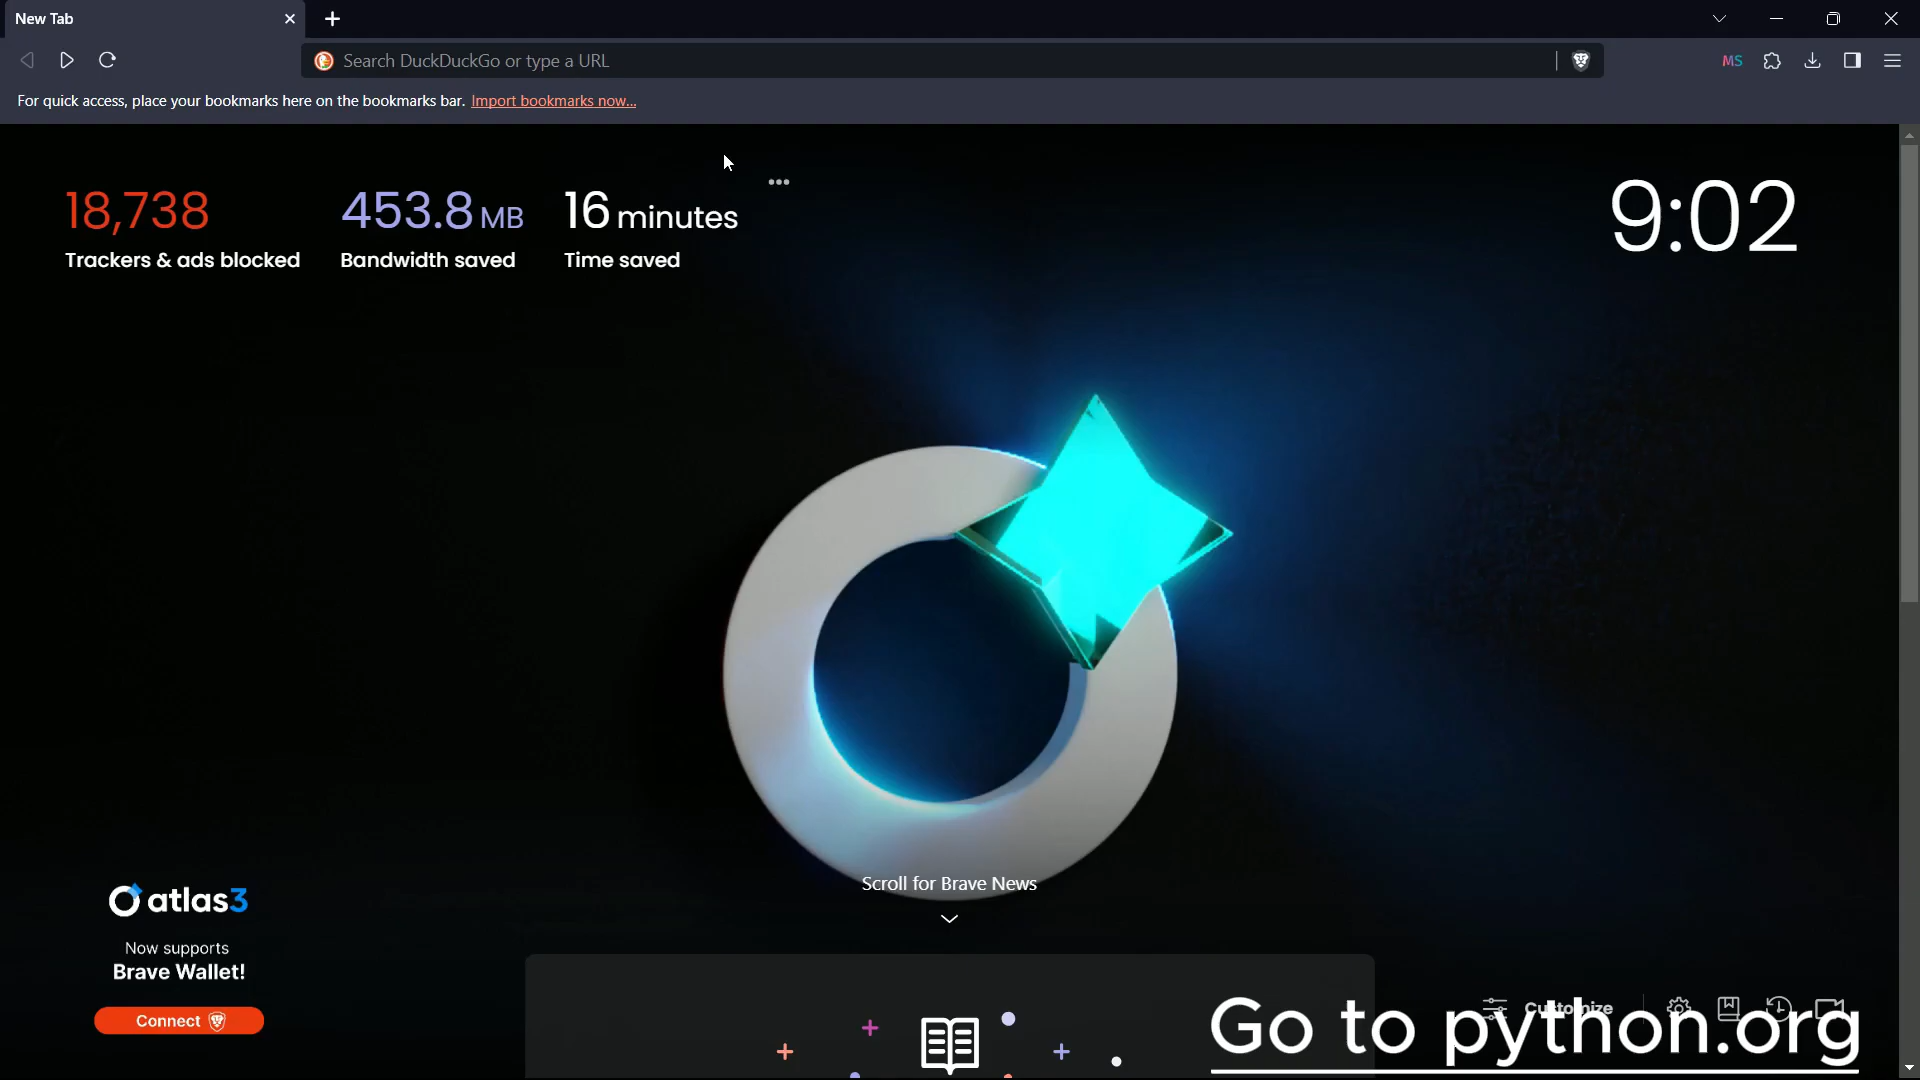 New Tab
Search DuckDuckGo or type a URL
MS
For quick access, place your bookmarks here on the bookmarks bar. Import bookmarks now...
18,738
Trackers & ads blocked
453.8 MB
Bandwidth saved
16 minutes
Time saved
9:02
Scroll for Brave News
atlas3
Now supports
Brave Wallet!
Connect
Customize
Go to python.org